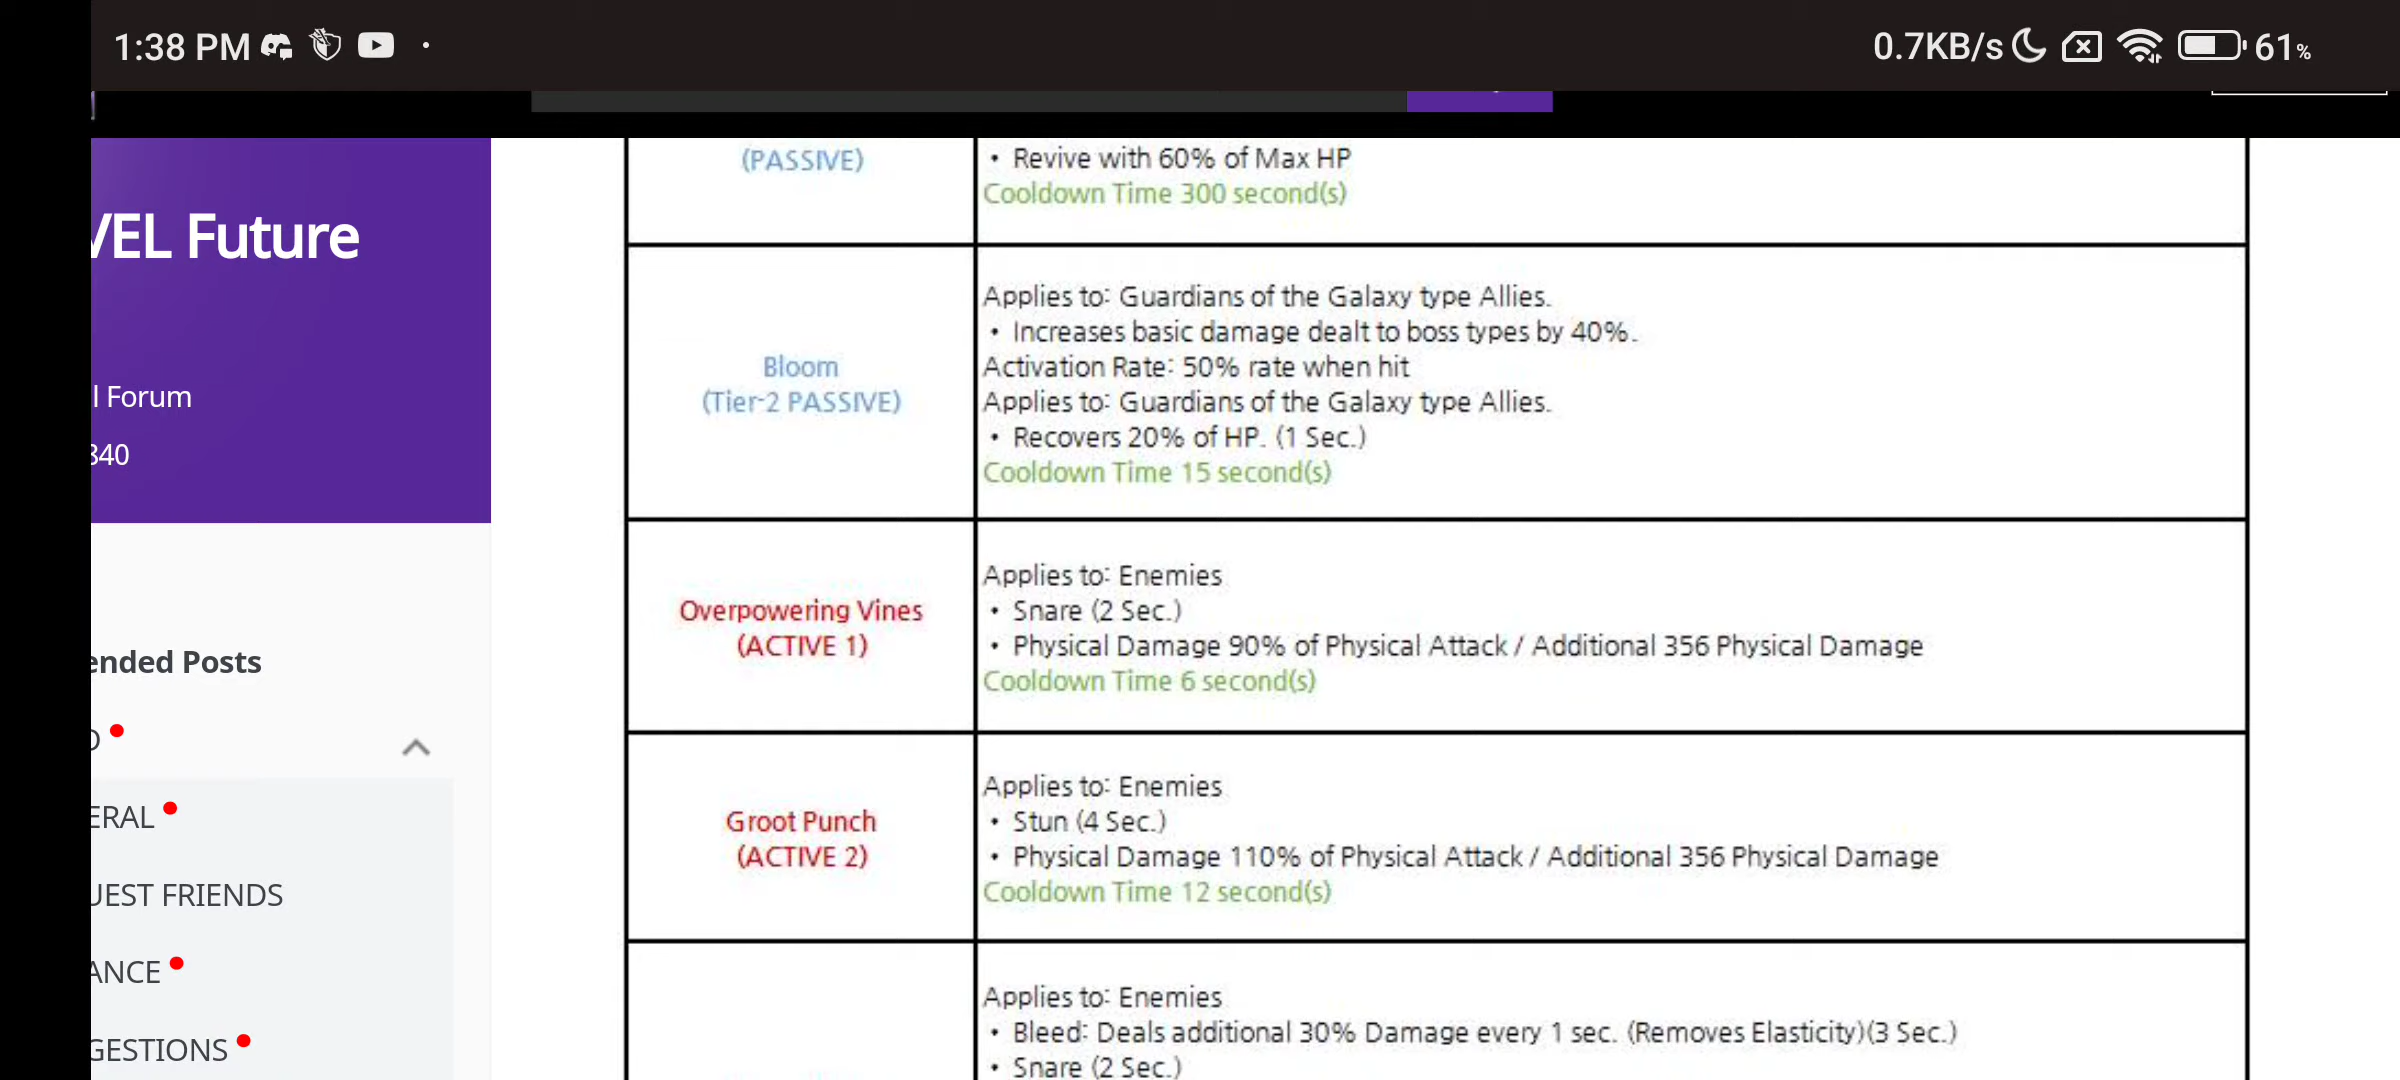 1:38 PM
0.7KB/s 61%
VEL Future
l Forum
840
ended Posts
ERAL
UEST FRIENDS
ANCE
GESTIONS
(PASSIVE)
• Revive with 60% of Max HP
Cooldown Time 300 second(s)
Bloom
(Tier-2 PASSIVE)
Applies to: Guardians of the Galaxy type Allies.
• Increases basic damage dealt to boss types by 40%.
Activation Rate: 50% rate when hit
Applies to: Guardians of the Galaxy type Allies.
• Recovers 20% of HP. (1 Sec.)
Cooldown Time 15 second(s)
Overpowering Vines
(ACTIVE 1)
Applies to: Enemies
• Snare (2 Sec.)
• Physical Damage 90% of Physical Attack / Additional 356 Physical Damage
Cooldown Time 6 second(s)
Groot Punch
(ACTIVE 2)
Applies to: Enemies
• Stun (4 Sec.)
• Physical Damage 110% of Physical Attack / Additional 356 Physical Damage
Cooldown Time 12 second(s)
Applies to: Enemies
• Bleed: Deals additional 30% Damage every 1 sec. (Removes Elasticity)(3 Sec.)
• Snare (2 Sec.)